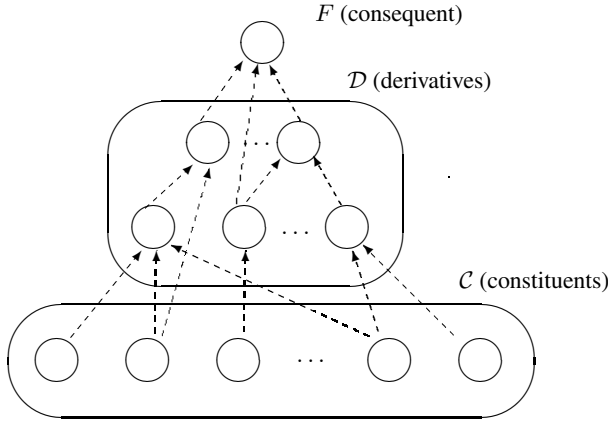 F (consequent)
𝒟 (derivatives)
. . .
. . .
𝒞 (constituents)
. . .